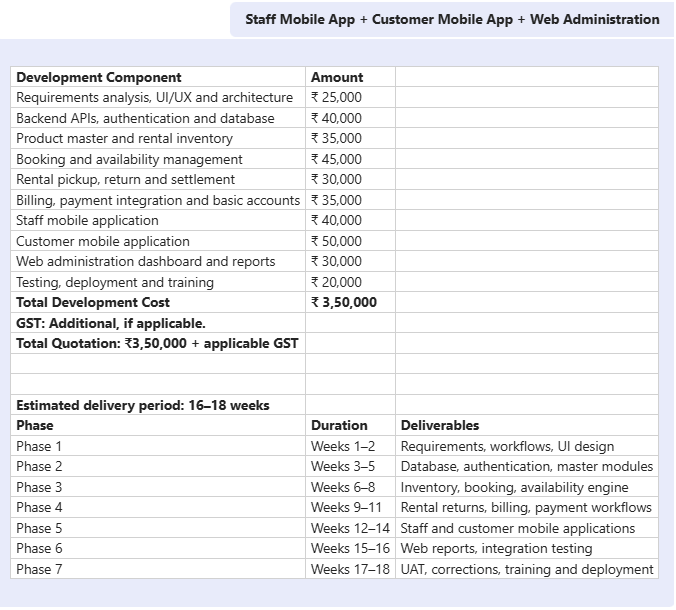 Staff Mobile App + Customer Mobile App + Web Administration
Development Component Amount
Requirements analysis, UI/UX and architecture ₹ 25,000
Backend APIs, authentication and database ₹ 40,000
Product master and rental inventory ₹ 35,000
Booking and availability management ₹ 45,000
Rental pickup, return and settlement ₹ 30,000
Billing, payment integration and basic accounts ₹ 35,000
Staff mobile application ₹ 40,000
Customer mobile application ₹ 50,000
Web administration dashboard and reports ₹ 30,000
Testing, deployment and training ₹ 20,000
Total Development Cost ₹ 3,50,000
GST: Additional, if applicable.
Total Quotation: ₹3,50,000 + applicable GST
Estimated delivery period: 16–18 weeks
Phase Duration Deliverables
Phase 1 Weeks 1–2 Requirements, workflows, UI design
Phase 2 Weeks 3–5 Database, authentication, master modules
Phase 3 Weeks 6–8 Inventory, booking, availability engine
Phase 4 Weeks 9–11 Rental returns, billing, payment workflows
Phase 5 Weeks 12–14 Staff and customer mobile applications
Phase 6 Weeks 15–16 Web reports, integration testing
Phase 7 Weeks 17–18 UAT, corrections, training and deployment